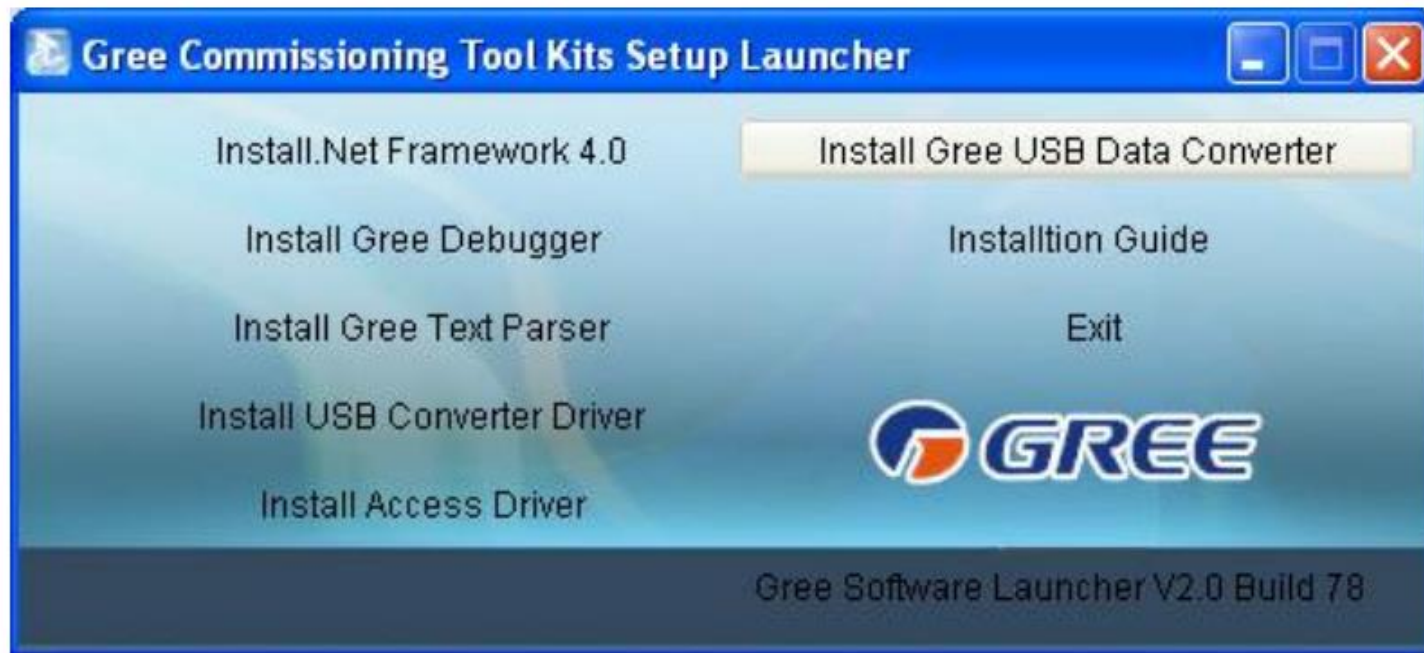 Gree Commissioning Tool Kits Setup Launcher
Install.Net Framework 4.0
Install Gree USB Data Converter
Install Gree Debugger
Installtion Guide
Install Gree Text Parser
Exit
Install USB Converter Driver
GREE
Install Access Driver
Gree Software Launcher V2.0 Build 78